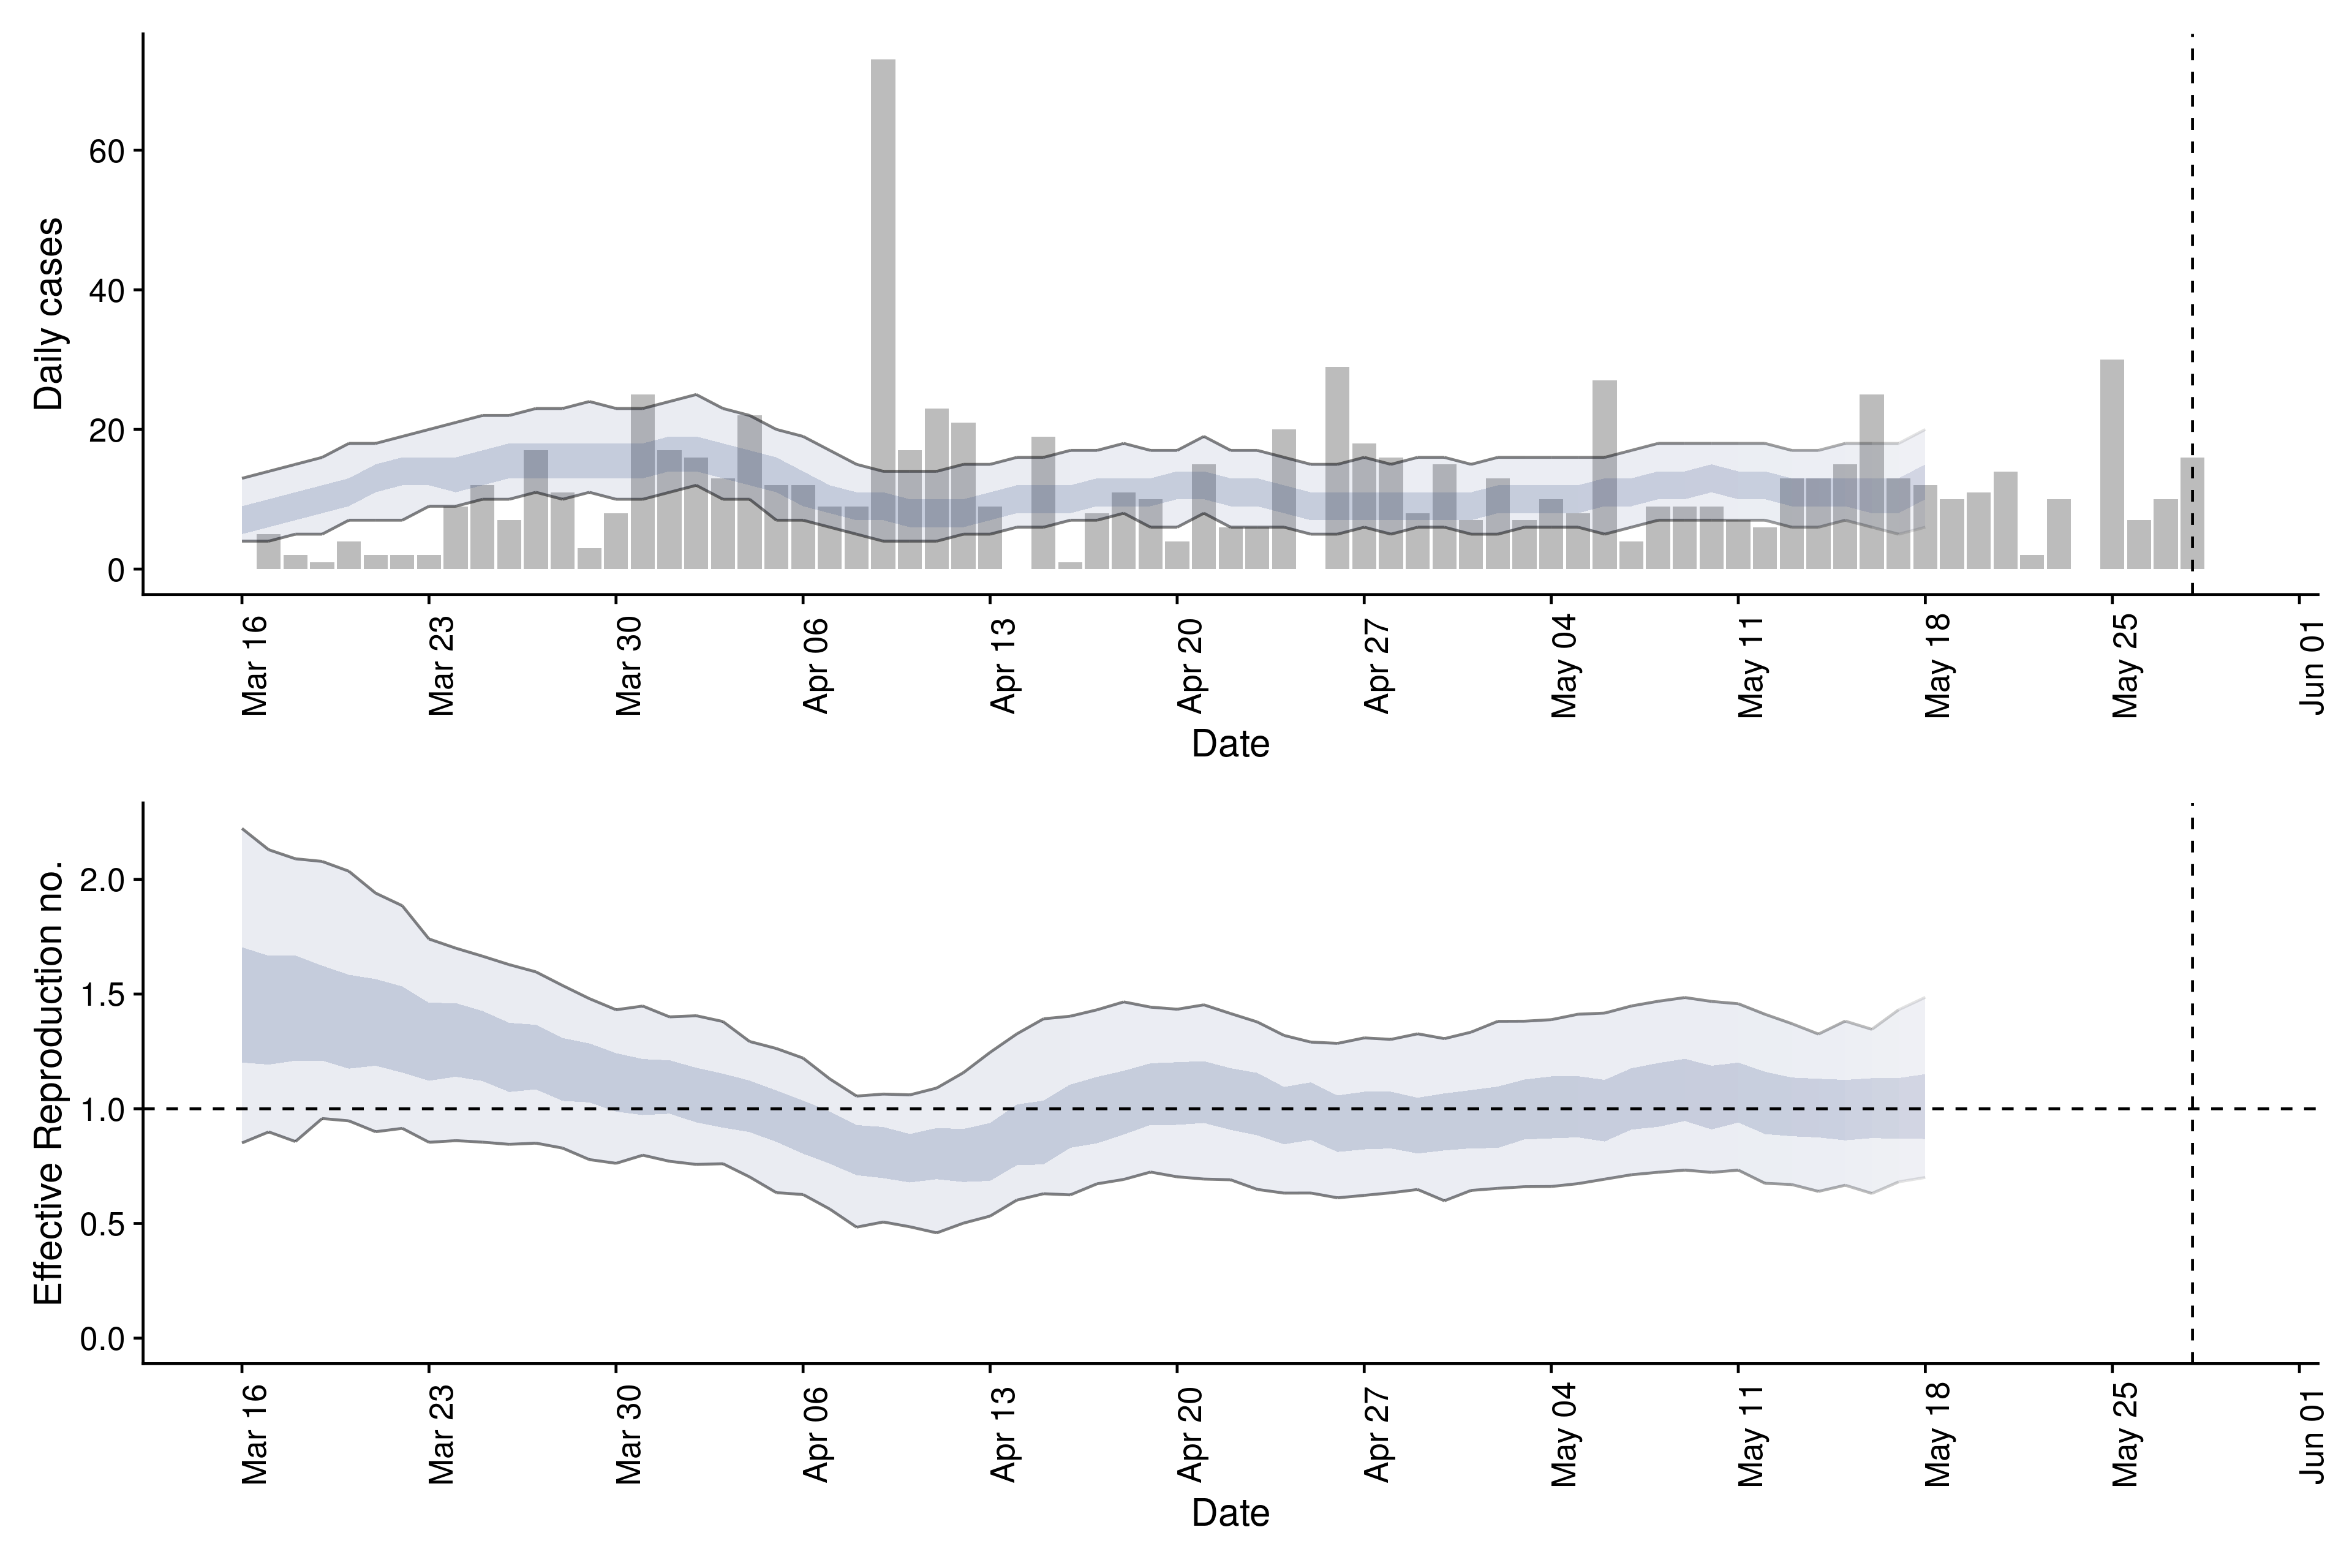 Daily cases
60
40
20
0
Mar 16
Mar 23
Mar 30
Apr 06
Apr 13
Apr 20
Apr 27
May 04
May 11
May 18
May 25
Jun 01
Date
Effective Reproduction no.
2.0
1.5
1.0
0.5
0.0
Mar 16
Mar 23
Mar 30
Apr 06
Apr 13
Apr 20
Apr 27
May 04
May 11
May 18
May 25
Jun 01
Date